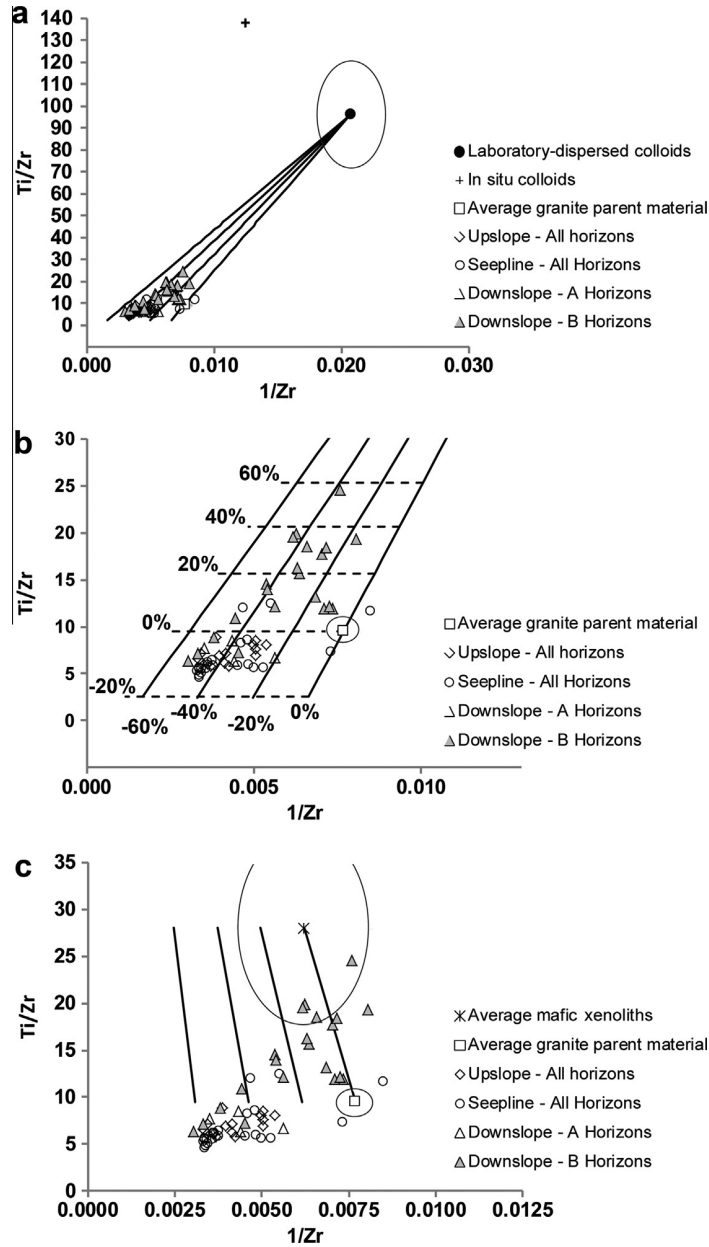 a
140
130
120
110
100
90
80
70
60
50
40
30
20
10
0
Ti/Zr
0.000 0.010 0.020 0.030
1/Zr
Laboratory-dispersed colloids
In situ colloids
Average granite parent material
Upslope - All horizons
Seepline - All Horizons
Downslope - A Horizons
Downslope - B Horizons
b
30
25
20
15
10
5
0
Ti/Zr
60%
40%
20%
0%
-20%
-60% -40% -20% 0%
0.000 0.005 0.010
1/Zr
Average granite parent material
Upslope - All horizons
Seepline - All Horizons
Downslope - A Horizons
Downslope - B Horizons
c
35
30
25
20
15
10
5
0
Ti/Zr
0.0000 0.0025 0.0050 0.0075 0.0100 0.0125
1/Zr
Average mafic xenoliths
Average granite parent material
Upslope - All horizons
Seepline - All Horizons
Downslope - A Horizons
Downslope - B Horizons